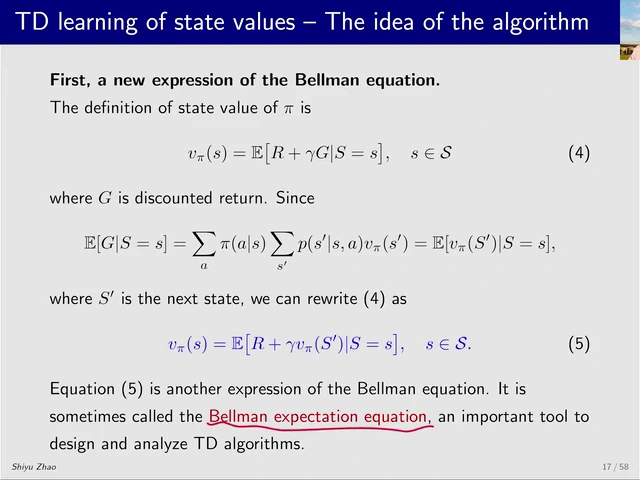 TD learning of state values – The idea of the algorithm
First, a new expression of the Bellman equation.
The definition of state value of π is
v_π(s) = 𝔼[R + γG|S = s], s ∈ 𝒮 (4)
where G is discounted return. Since
𝔼[G|S = s] = ∑_a π(a|s) ∑_{s′} p(s′|s, a)v_π(s′) = 𝔼[v_π(S′)|S = s],
where S′ is the next state, we can rewrite (4) as
v_π(s) = 𝔼[R + γv_π(S′)|S = s], s ∈ 𝒮. (5)
Equation (5) is another expression of the Bellman equation. It is
sometimes called the Bellman expectation equation, an important tool to
design and analyze TD algorithms.
Shiyu Zhao 17 / 58